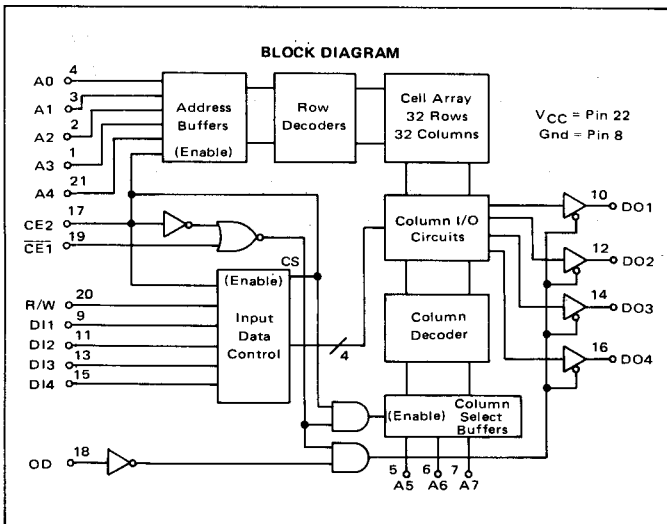 BLOCK DIAGRAM
A0 4
A1 3
A2 2
A3 1
A4 21
CE2 17
CE1 19
R/W 20
DI1 9
DI2 11
DI3 13
DI4 15
OD 18
Address
Buffers
(Enable)
Row
Decoders
Cell Array
32 Rows
32 Columns
VCC = Pin 22
Gnd = Pin 8
Column I/O
Circuits
CS
(Enable)
Input
Data
Control
4
Column
Decoder
(Enable) Column
Select
Buffers
5 6 7
A5 A6 A7
10 DO1
12 DO2
14 DO3
16 DO4